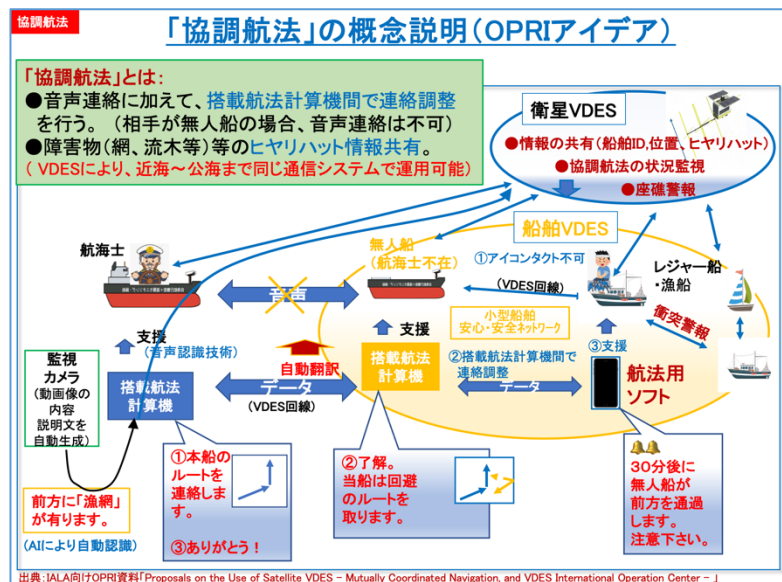 協調航法
「協調航法」の概念説明(OPRIアイデア)
「協調航法」とは:
●音声連絡に加えて、搭載航法計算機間で連絡調整
を行う。 (相手が無人船の場合、音声連絡は不可)
●障害物(網、流木等)等のヒヤリハット情報共有。
( VDESにより、近海～公海まで同じ通信システムで運用可能)
衛星VDES
●情報の共有(船舶ID,位置、ヒヤリハット)
●協調航法の状況監視
●座礁警報
船舶VDES
航海士
無人船
(航海士不在)
①アイコンタクト不可
(VDES回線)
レジャー船
・漁船
音声
小型船舶
安心・安全ネットワーク
衝突警報
支援
(音声認識技術)
支援
③支援
監視
カメラ
(動画像の
内容
説明文を
自動生成)
搭載航法
計算機
自動翻訳
データ
(VDES回線)
搭載航法
計算機
②搭載航法計算機間で
連絡調整
データ
航法用
ソフト
前方に「漁網」
が有ります。
(AIにより自動認識)
①本船の
ルートを
連絡しま
す。
③ありがとう！
②了解。
当船は回避
のルートを
取ります。
30分後に
無人船が
前方を通過
します。
注意下さい。
出典:IALA向けOPRI資料「Proposals on the Use of Satellite VDES – Mutually Coordinated Navigation, and VDES International Operation Center – 」